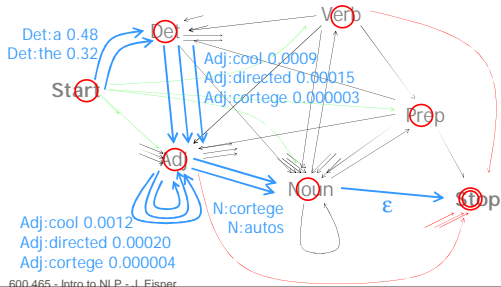 Verb
Det
Det:a 0.48
Det:the 0.32
Adj:cool 0.0009
Adj:directed 0.00015
Adj:cortege 0.000003
Start
Prep
Adj
Noun
Stop
ε
N:cortege
N:autos
Adj:cool 0.0012
Adj:directed 0.00020
Adj:cortege 0.000004
600.465 - Intro to NLP - J. Eisner